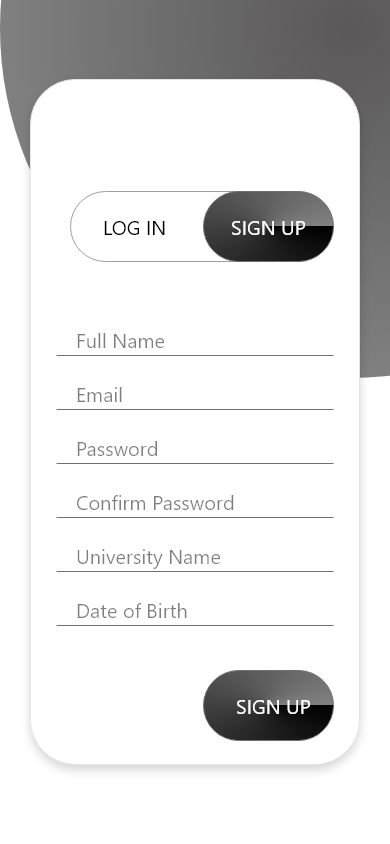 LOG IN SIGN UP
Full Name
Email
Password
Confirm Password
University Name
Date of Birth
SIGN UP